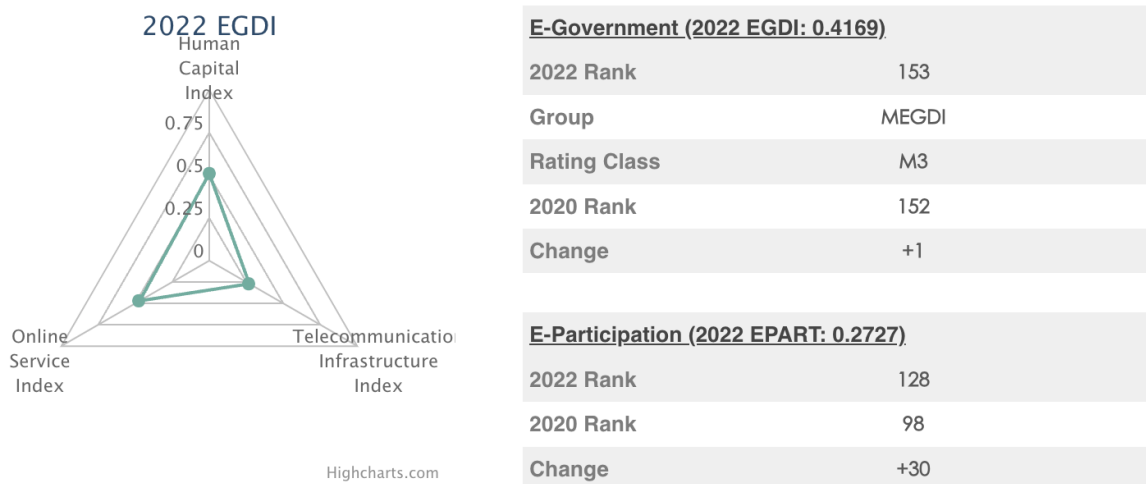 2022 EGDI
Human
Capital
Index
0.75
0.5
0.25
0
Online
Service
Index
Telecommunicatio
Infrastructure
Index
Highcharts.com
E-Government (2022 EGDI: 0.4169)
2022 Rank 153
Group MEGDI
Rating Class M3
2020 Rank 152
Change +1
E-Participation (2022 EPART: 0.2727)
2022 Rank 128
2020 Rank 98
Change +30